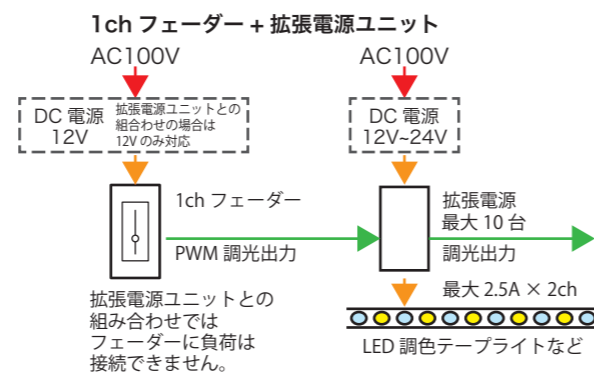 1ch フェーダー + 拡張電源ユニット
AC100V
AC100V
DC 電源
12V
拡張電源ユニットとの
組合わせの場合は
12V のみ対応
DC 電源
12V~24V
1ch フェーダー
PWM 調光出力
拡張電源
最大 10 台
調光出力
拡張電源ユニットとの
組み合わせでは
フェーダーに負荷は
接続できません。
最大 2.5A × 2ch
LED 調色テープライトなど